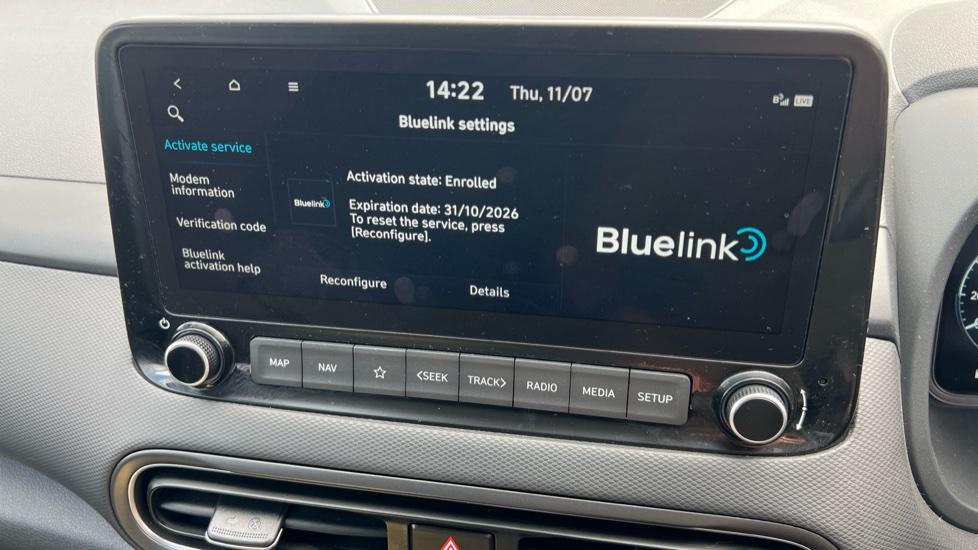 14:22 Thu, 11/07
LIVE
Bluelink settings
Activate service
Modem
information
Verification code
Bluelink
activation help
Bluelink
Activation state: Enrolled
Expiration date: 31/10/2026
To reset the service, press
[Reconfigure].
Reconfigure
Details
Bluelink
MAP
NAV
<SEEK
TRACK>
RADIO
MEDIA
SETUP